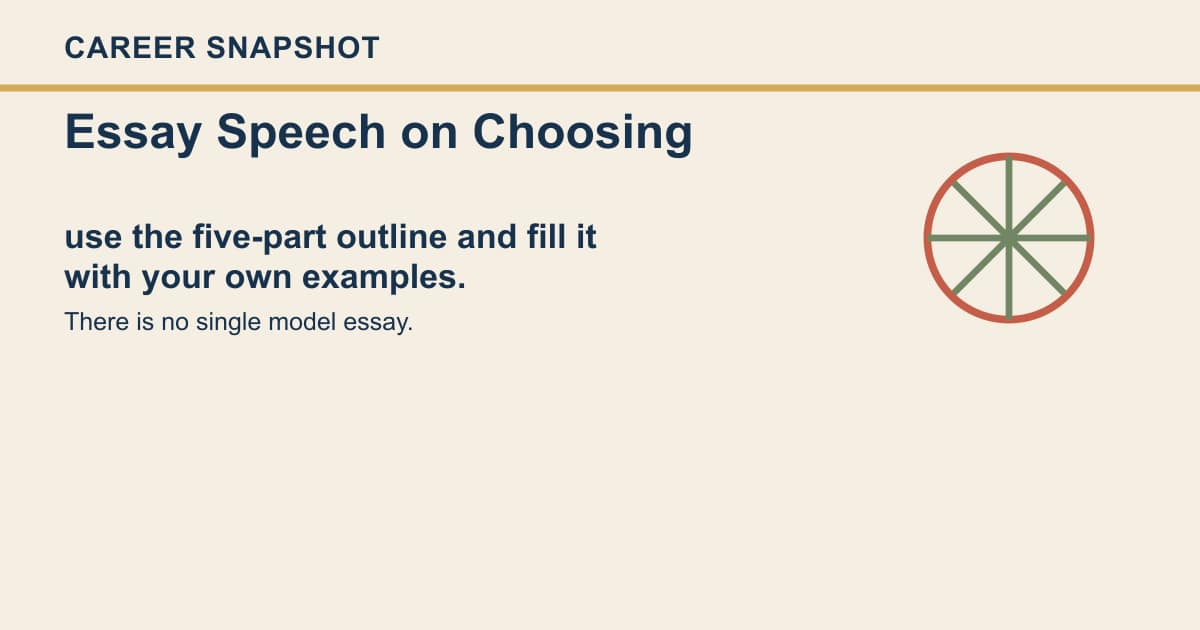 CAREER SNAPSHOT
Essay Speech on Choosing
use the five-part outline and fill it
with your own examples.
There is no single model essay.